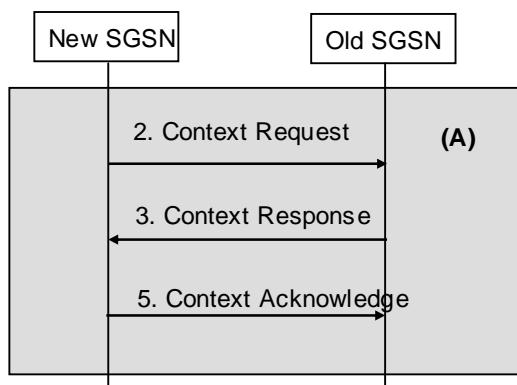 New SGSN
Old SGSN
2. Context Request
(A)
3. Context Response
5. Context Acknowledge